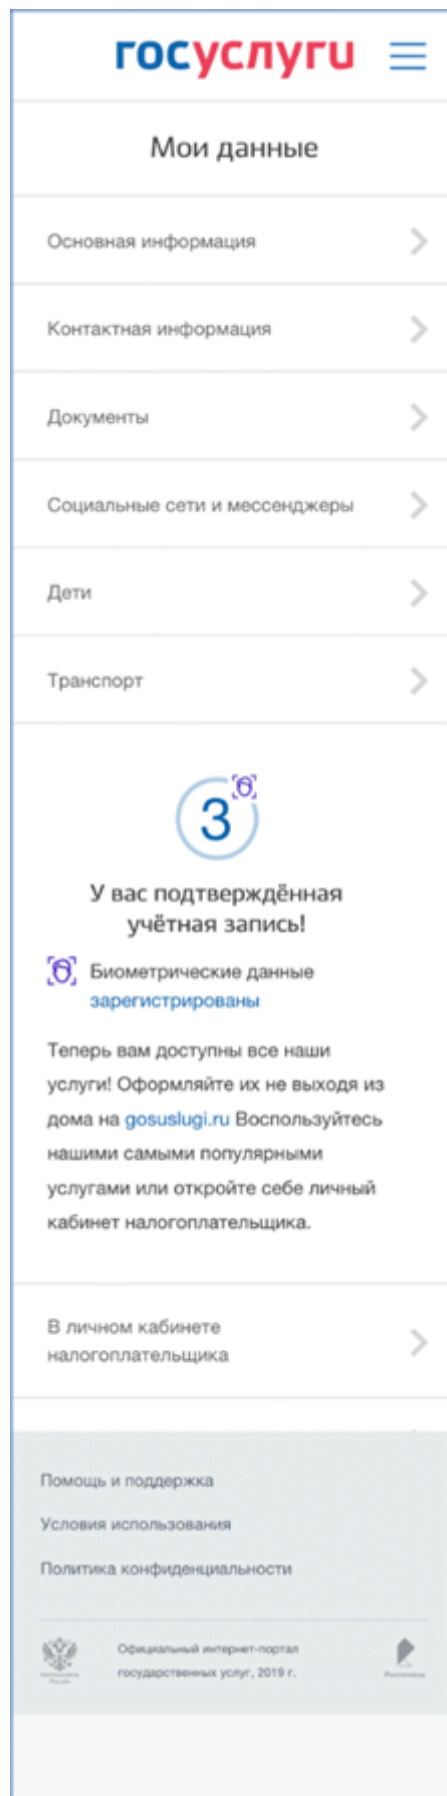 госуслуги
Мои данные
Основная информация
Контактная информация
Документы
Социальные сети и мессенджеры
Дети
Транспорт
3
У вас подтверждённая
учётная запись!
Биометрические данные
зарегистрированы
Теперь вам доступны все наши
услуги! Оформляйте их не выходя из
дома на gosuslugi.ru Воспользуйтесь
нашими самыми популярными
услугами или откройте себе личный
кабинет налогоплательщика.
В личном кабинете
налогоплательщика
Помощь и поддержка
Условия использования
Политика конфиденциальности
Официальный интернет-портал
государственных услуг, 2019 г.